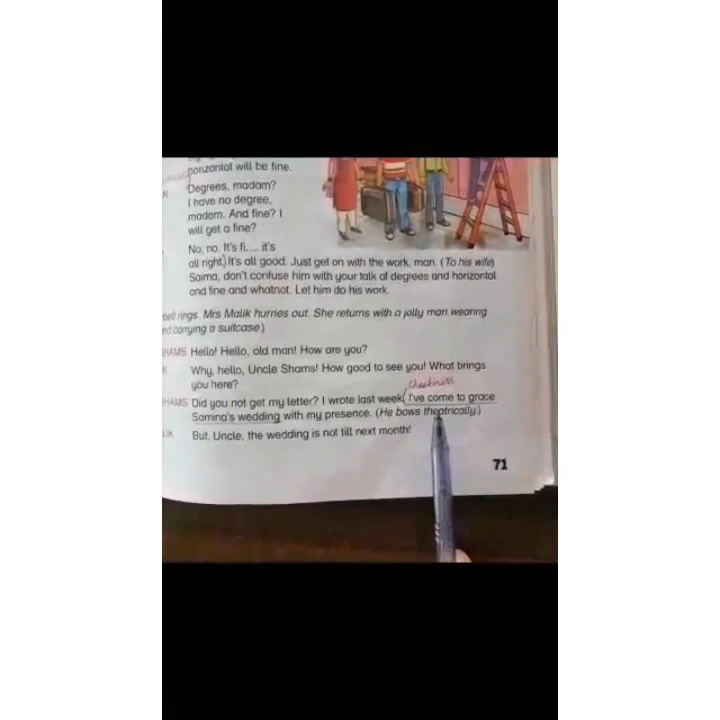 horizontal will be fine.
Degrees, madam?
I have no degree,
madam. And fine? I
will get a fine?
No, no. It's fi.... it's
all right. It's all good. Just get on with the work, man. (To his wife)
Saima, don't confuse him with your talk of degrees and horizontal
and fine and whatnot. Let him do his work.
bell rings. Mrs Malik hurries out. She returns with a jolly man wearing
nd carrying a suitcase.)
HAMS Hello! Hello, old man! How are you?
Why, hello, Uncle Shams! How good to see you! What brings
you here?
cheekiness
HAMS Did you not get my letter? I wrote last week. I've come to grace
Samina's wedding with my presence. (He bows theatrically.)
LIK But, Uncle, the wedding is not till next month!
71